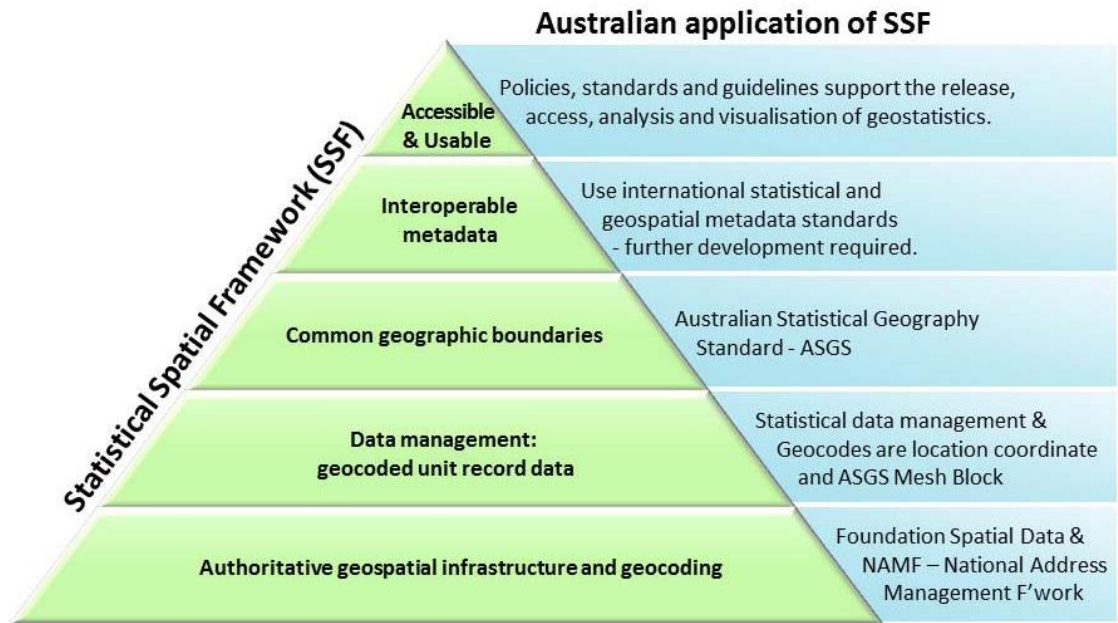 Australian application of SSF
Statistical Spatial Framework (SSF)
Accessible
& Usable
Policies, standards and guidelines support the release,
access, analysis and visualisation of geostatistics.
Interoperable
metadata
Use international statistical and
geospatial metadata standards
- further development required.
Common geographic boundaries
Australian Statistical Geography
Standard - ASGS
Data management:
geocoded unit record data
Statistical data management &
Geocodes are location coordinate
and ASGS Mesh Block
Authoritative geospatial infrastructure and geocoding
Foundation Spatial Data &
NAMF – National Address
Management F'work